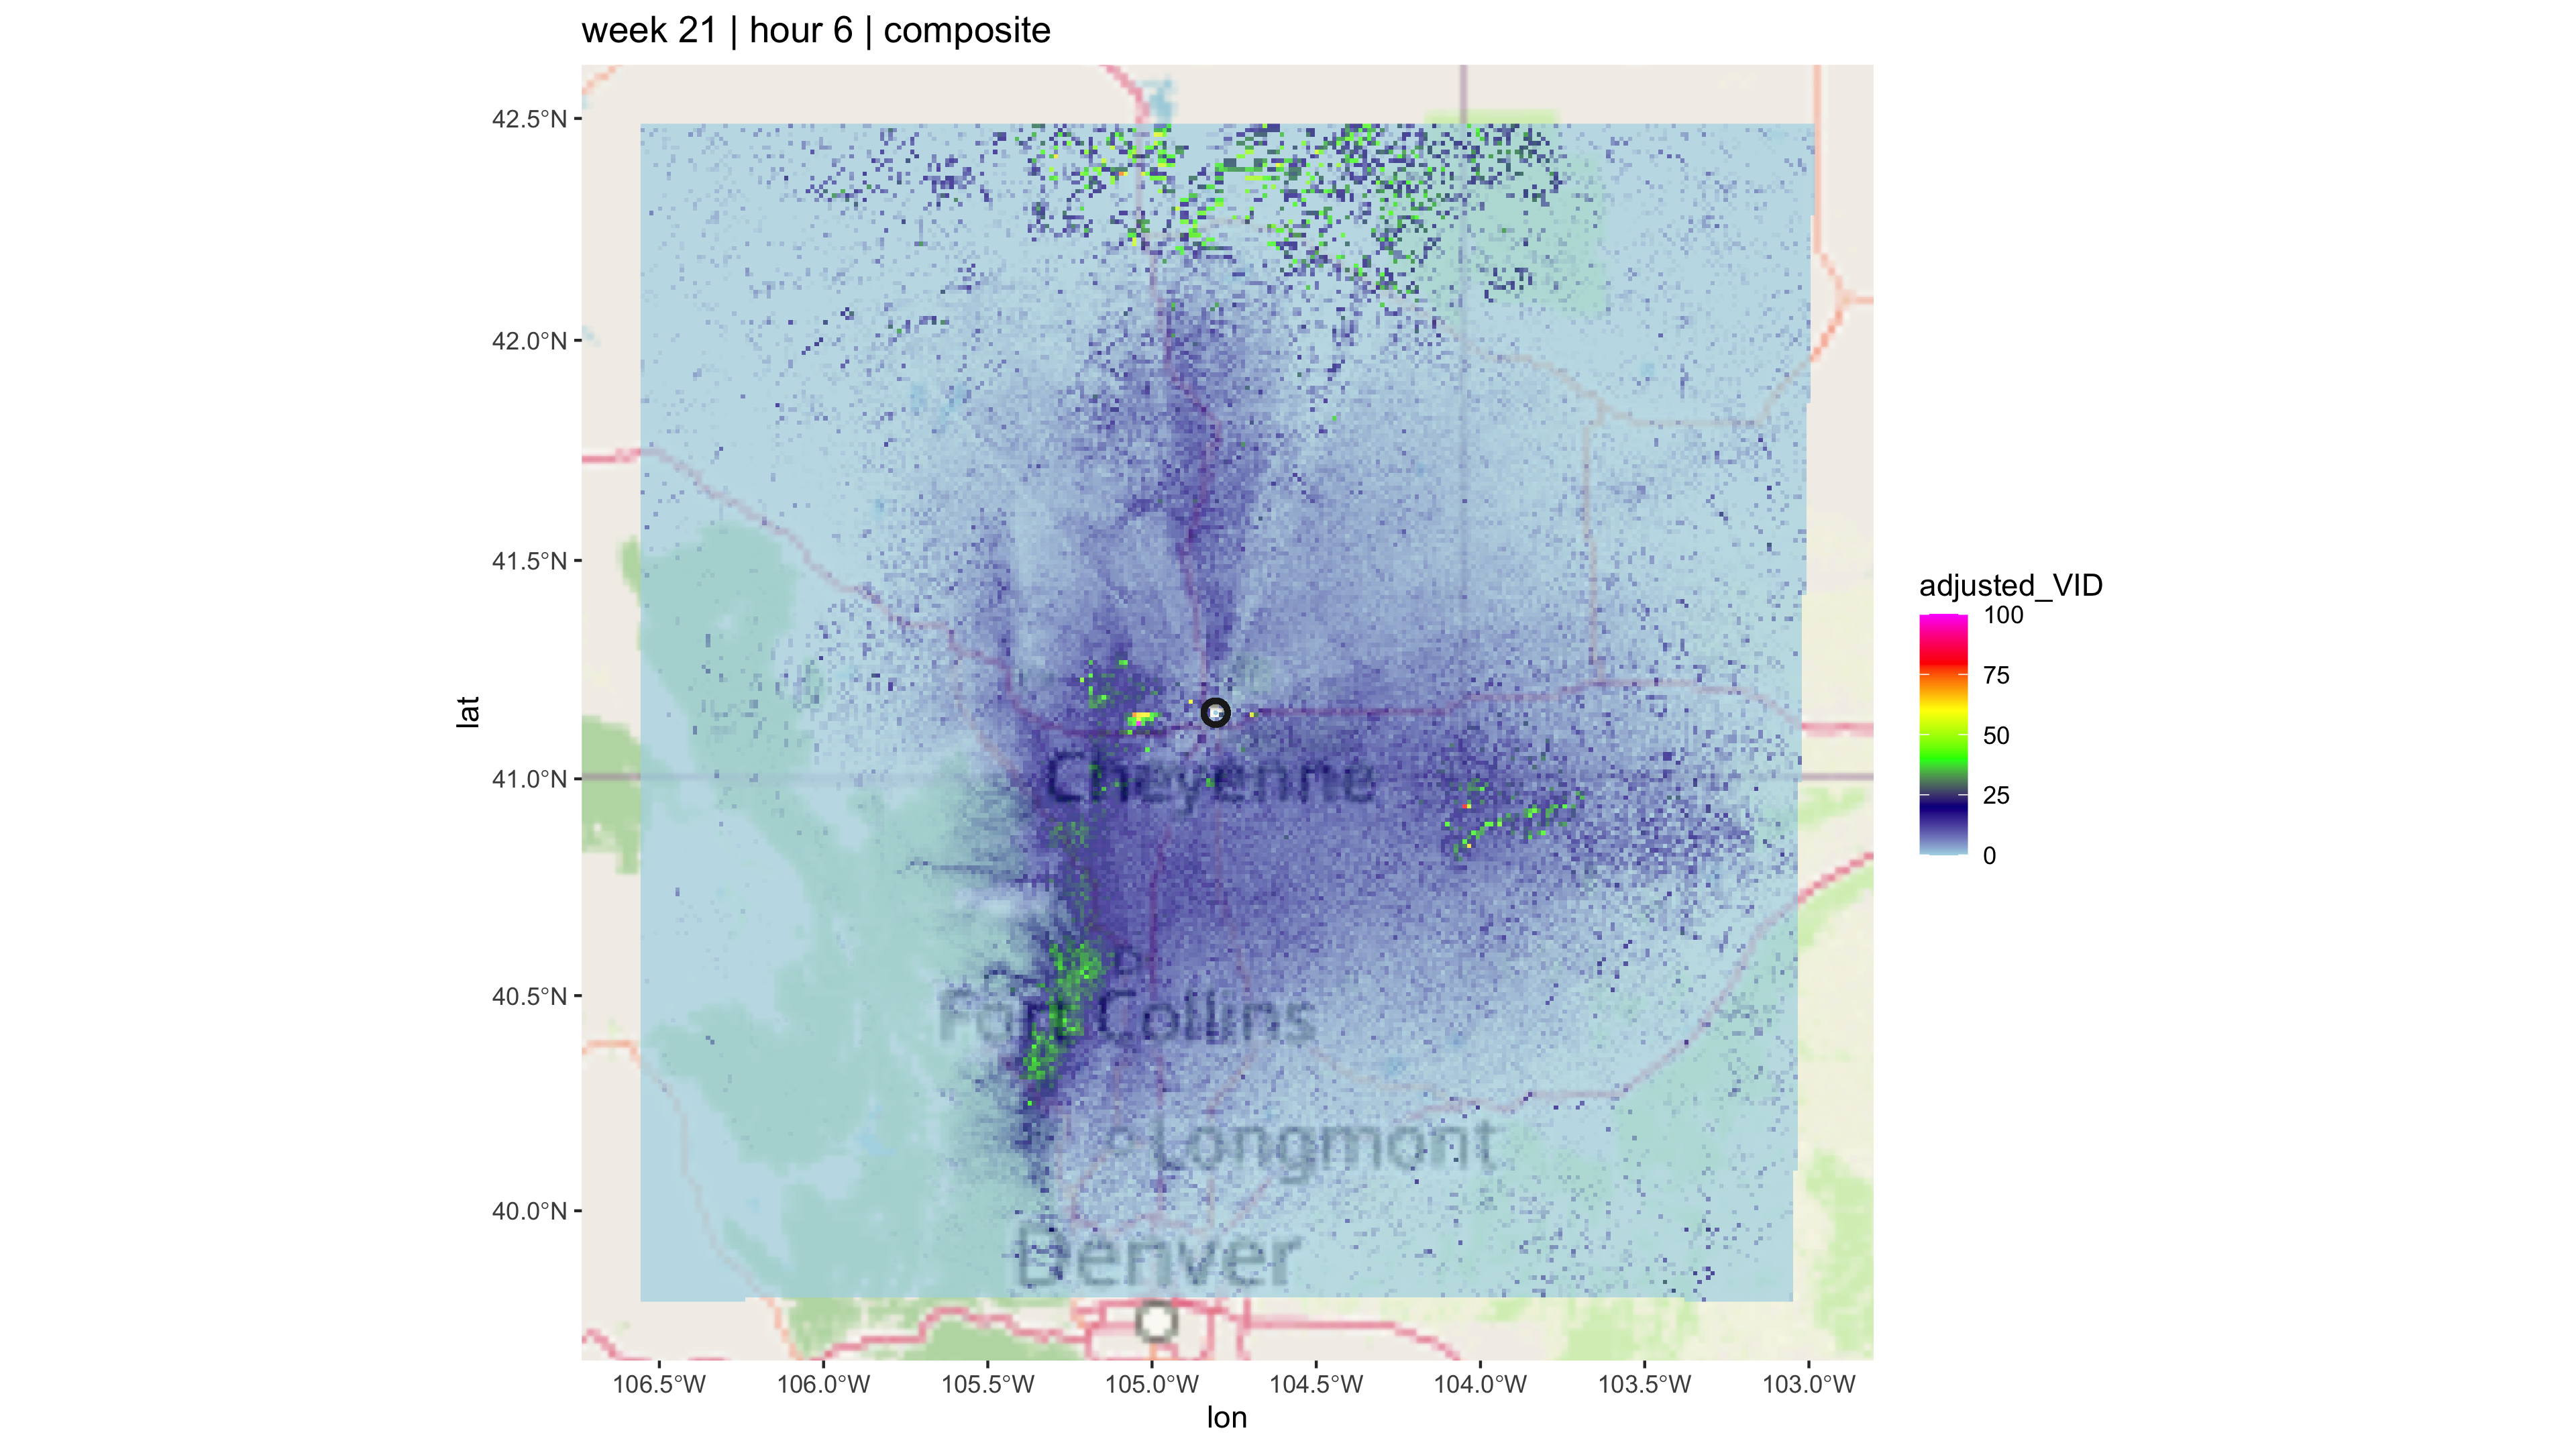 week 21 | hour 6 | composite
42.5°N
42.0°N
41.5°N
41.0°N
40.5°N
40.0°N
lat
Cheyenne
Fort Collins
Longmont
Denver
106.5°W 106.0°W 105.5°W 105.0°W 104.5°W 104.0°W 103.5°W 103.0°W
lon
adjusted_VID
100
75
50
25
0